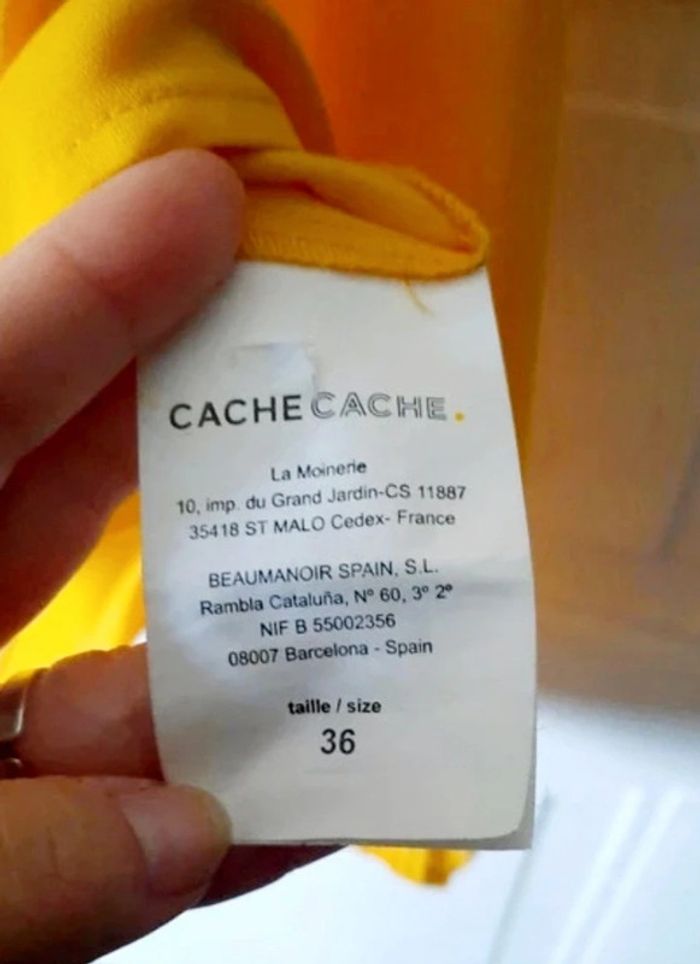 CACHE CACHE.
La Moinerie
10, imp. du Grand Jardin-CS 11887
35418 ST MALO Cedex- France
BEAUMANOIR SPAIN, S.L.
Rambla Cataluña, Nº 60, 3º 2º
NIF B 55002356
08007 Barcelona - Spain
taille / size
36